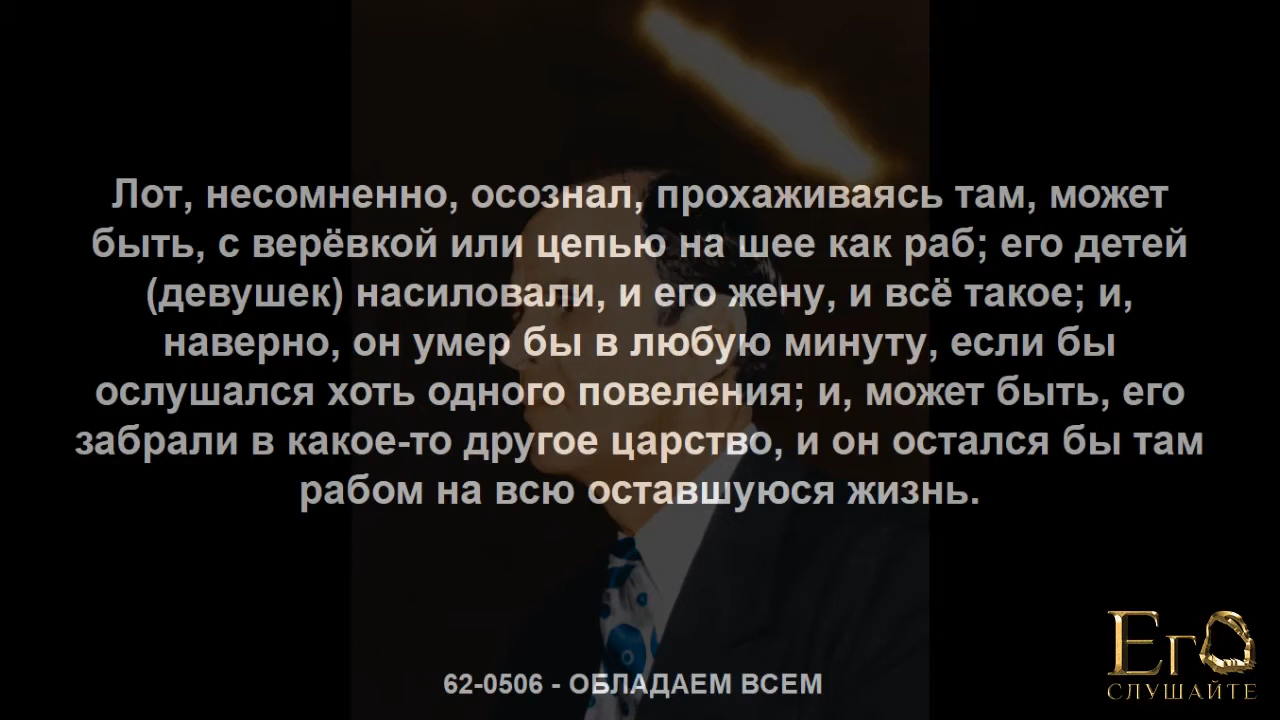 Лот, несомненно, осознал, прохаживаясь там, может
быть, с верёвкой или цепью на шее как раб; его детей
(девушек) насиловали, и его жену, и всё такое; и,
наверно, он умер бы в любую минуту, если бы
ослушался хоть одного повеления; и, может быть, его
забрали в какое-то другое царство, и он остался бы там
рабом на всю оставшуюся жизнь.
62-0506 - ОБЛАДАЕМ ВСЕМ
ЕгО
СЛУШАЙТЕ